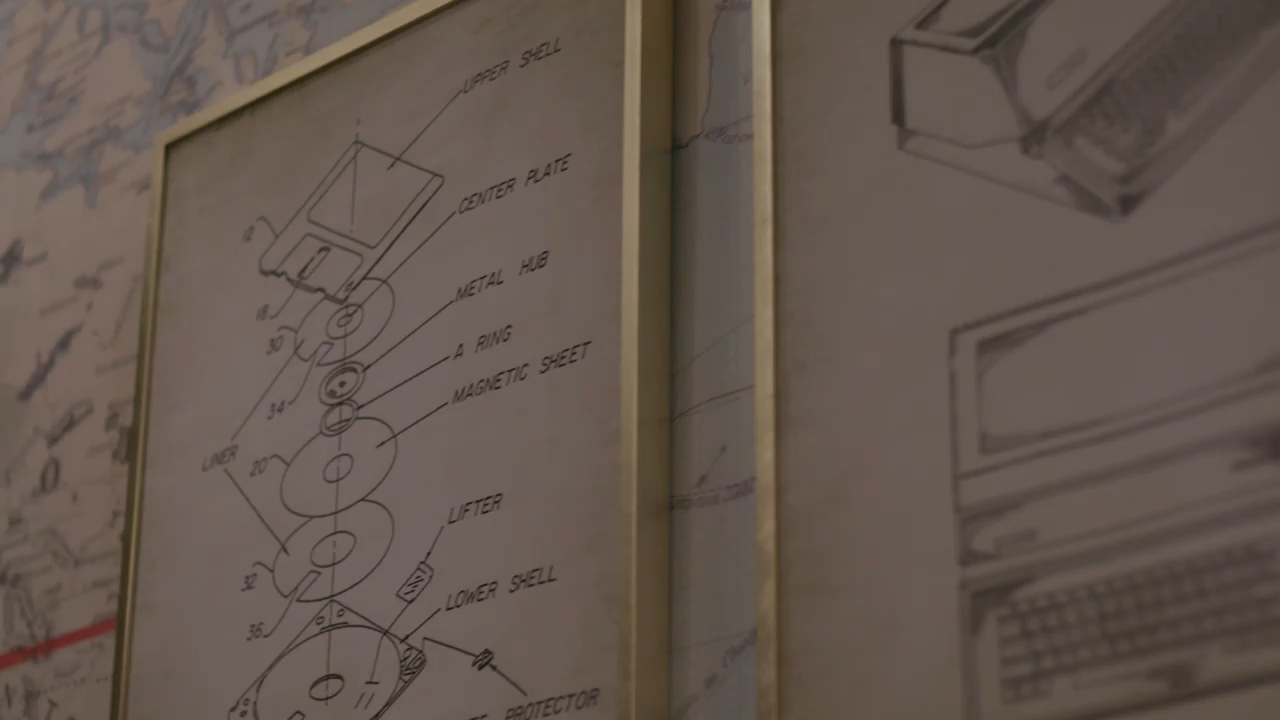 UPPER SHELL
CENTER PLATE
12
METAL HUB
18
30
A RING
34
MAGNETIC SHEET
LINER
20
LIFTER
32
LOWER SHELL
36
PROTECTOR